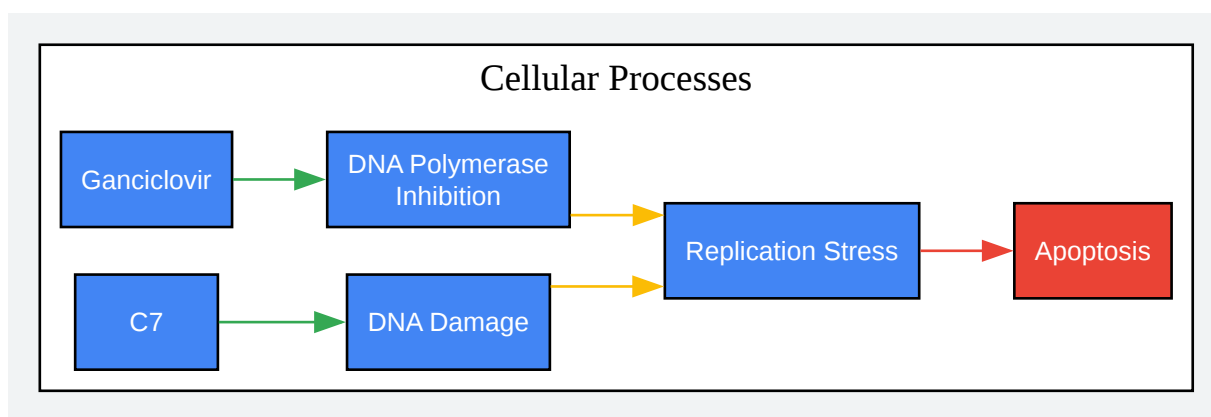 Cellular Processes
Ganciclovir
DNA Polymerase
Inhibition
Replication Stress
Apoptosis
C7
DNA Damage